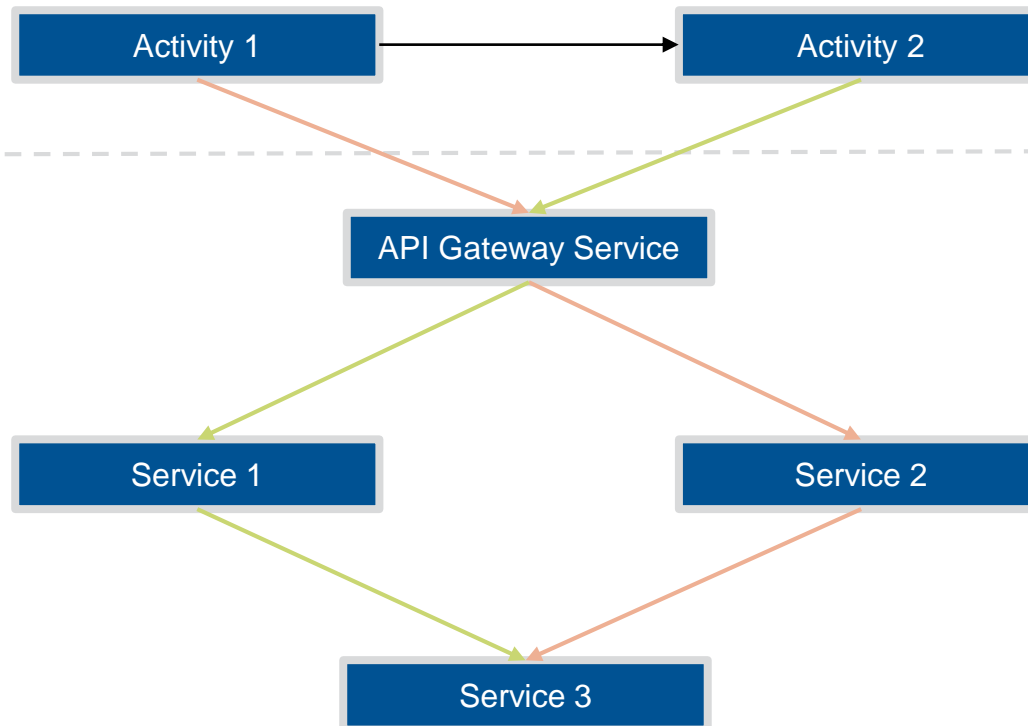 Activity 1
Activity 2
API Gateway Service
Service 1
Service 2
Service 3